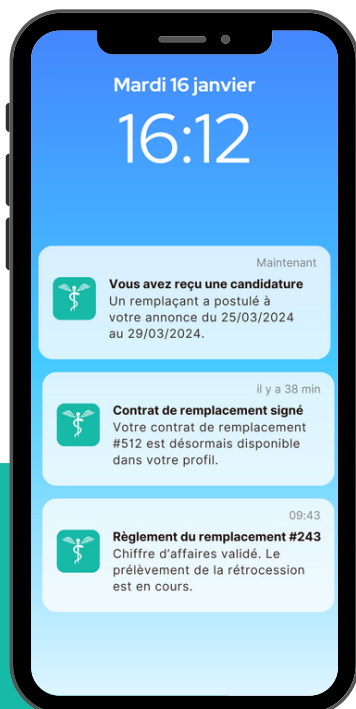 Mardi 16 janvier
16:12
Maintenant
Vous avez reçu une candidature
Un remplaçant a postulé à
votre annonce du 25/03/2024
au 29/03/2024.
il y a 38 min
Contrat de remplacement signé
Votre contrat de remplacement
#512 est désormais disponible
dans votre profil.
09:43
Règlement du remplacement #243
Chiffre d'affaires validé. Le
prélèvement de la rétrocession
est en cours.